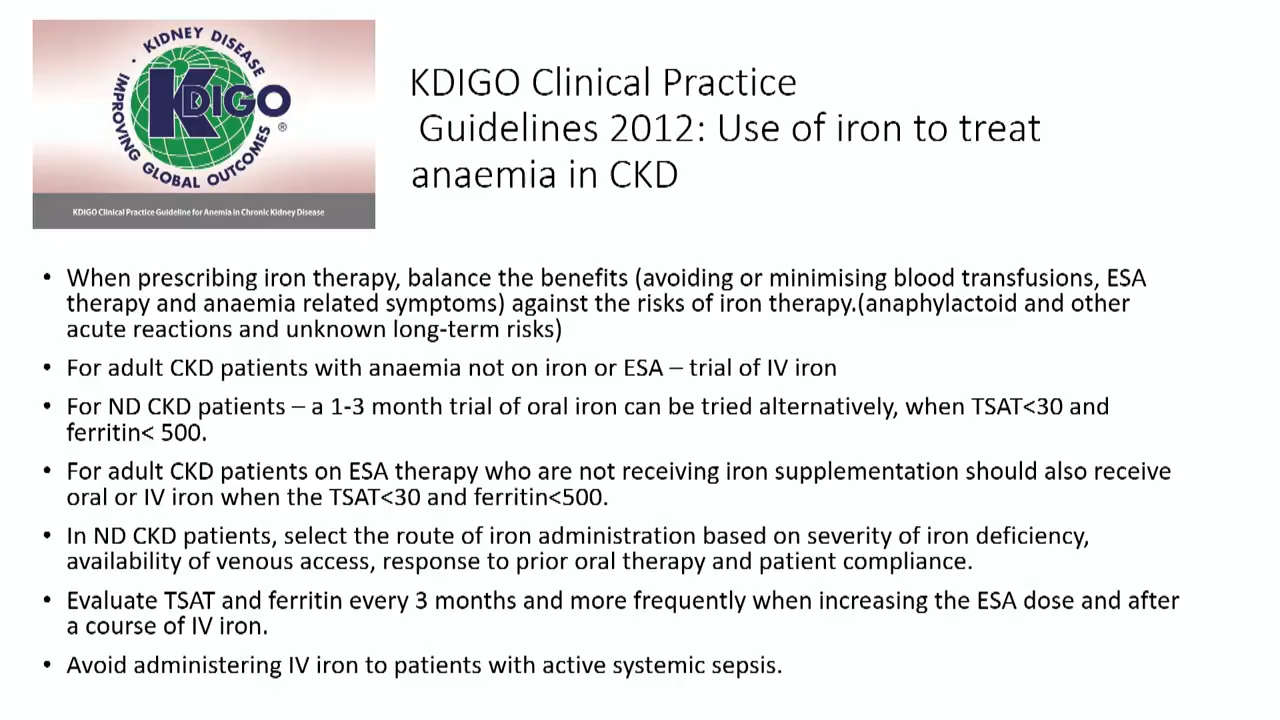 KIDNEY DISEASE
IMPROVING GLOBAL OUTCOMES
KDIGO
®
KDIGO Clinical Practice Guideline for Anemia in Chronic Kidney Disease
KDIGO Clinical Practice
Guidelines 2012: Use of iron to treat
anaemia in CKD
• When prescribing iron therapy, balance the benefits (avoiding or minimising blood transfusions, ESA
therapy and anaemia related symptoms) against the risks of iron therapy.(anaphylactoid and other
acute reactions and unknown long-term risks)
• For adult CKD patients with anaemia not on iron or ESA – trial of IV iron
• For ND CKD patients – a 1-3 month trial of oral iron can be tried alternatively, when TSAT<30 and
ferritin< 500.
• For adult CKD patients on ESA therapy who are not receiving iron supplementation should also receive
oral or IV iron when the TSAT<30 and ferritin<500.
• In ND CKD patients, select the route of iron administration based on severity of iron deficiency,
availability of venous access, response to prior oral therapy and patient compliance.
• Evaluate TSAT and ferritin every 3 months and more frequently when increasing the ESA dose and after
a course of IV iron.
• Avoid administering IV iron to patients with active systemic sepsis.